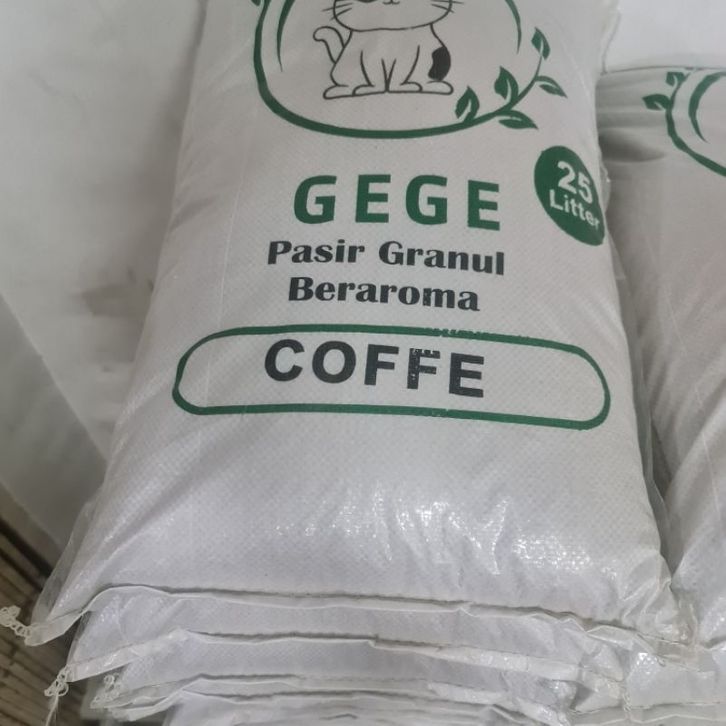 GEGE
25
Litter
Pasir Granul
Beraroma
COFFE